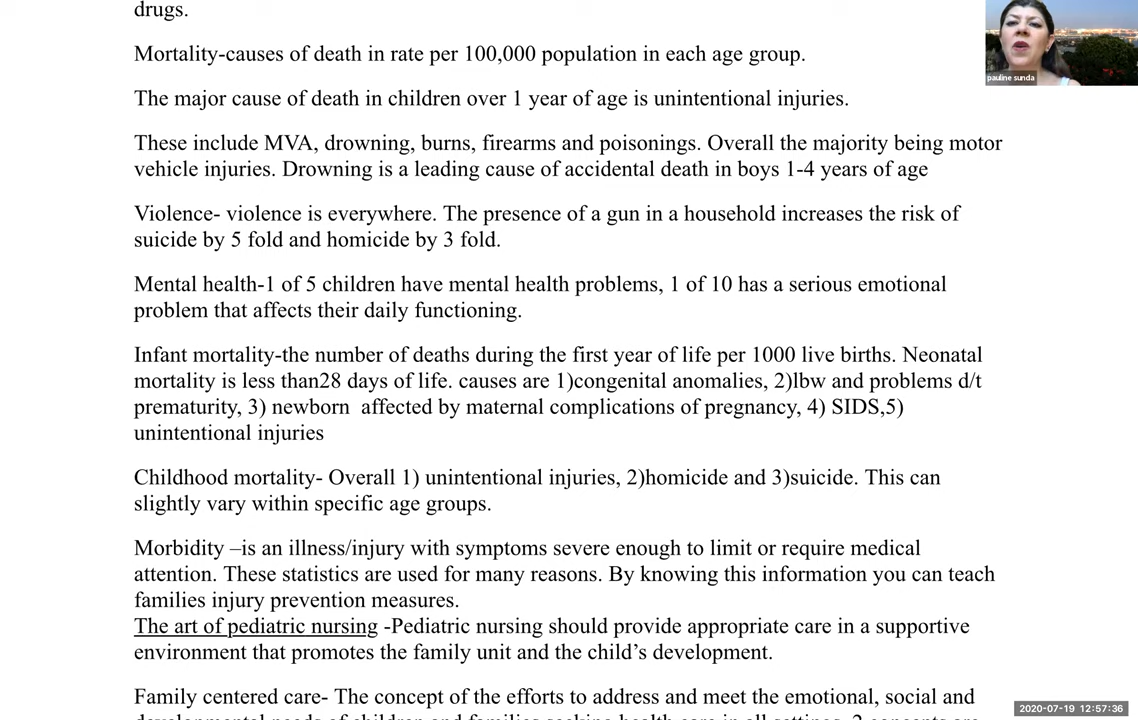 drugs.
Mortality-causes of death in rate per 100,000 population in each age group.
The major cause of death in children over 1 year of age is unintentional injuries.
These include MVA, drowning, burns, firearms and poisonings. Overall the majority being motor
vehicle injuries. Drowning is a leading cause of accidental death in boys 1-4 years of age
Violence- violence is everywhere. The presence of a gun in a household increases the risk of
suicide by 5 fold and homicide by 3 fold.
Mental health-1 of 5 children have mental health problems, 1 of 10 has a serious emotional
problem that affects their daily functioning.
Infant mortality-the number of deaths during the first year of life per 1000 live births. Neonatal
mortality is less than28 days of life. causes are 1)congenital anomalies, 2)lbw and problems d/t
prematurity, 3) newborn  affected by maternal complications of pregnancy, 4) SIDS,5)
unintentional injuries
Childhood mortality- Overall 1) unintentional injuries, 2)homicide and 3)suicide. This can
slightly vary within specific age groups.
Morbidity –is an illness/injury with symptoms severe enough to limit or require medical
attention. These statistics are used for many reasons. By knowing this information you can teach
families injury prevention measures.
The art of pediatric nursing -Pediatric nursing should provide appropriate care in a supportive
environment that promotes the family unit and the child’s development.
Family centered care- The concept of the efforts to address and meet the emotional, social and
pauline sunda
2020-07-19 12:57:36